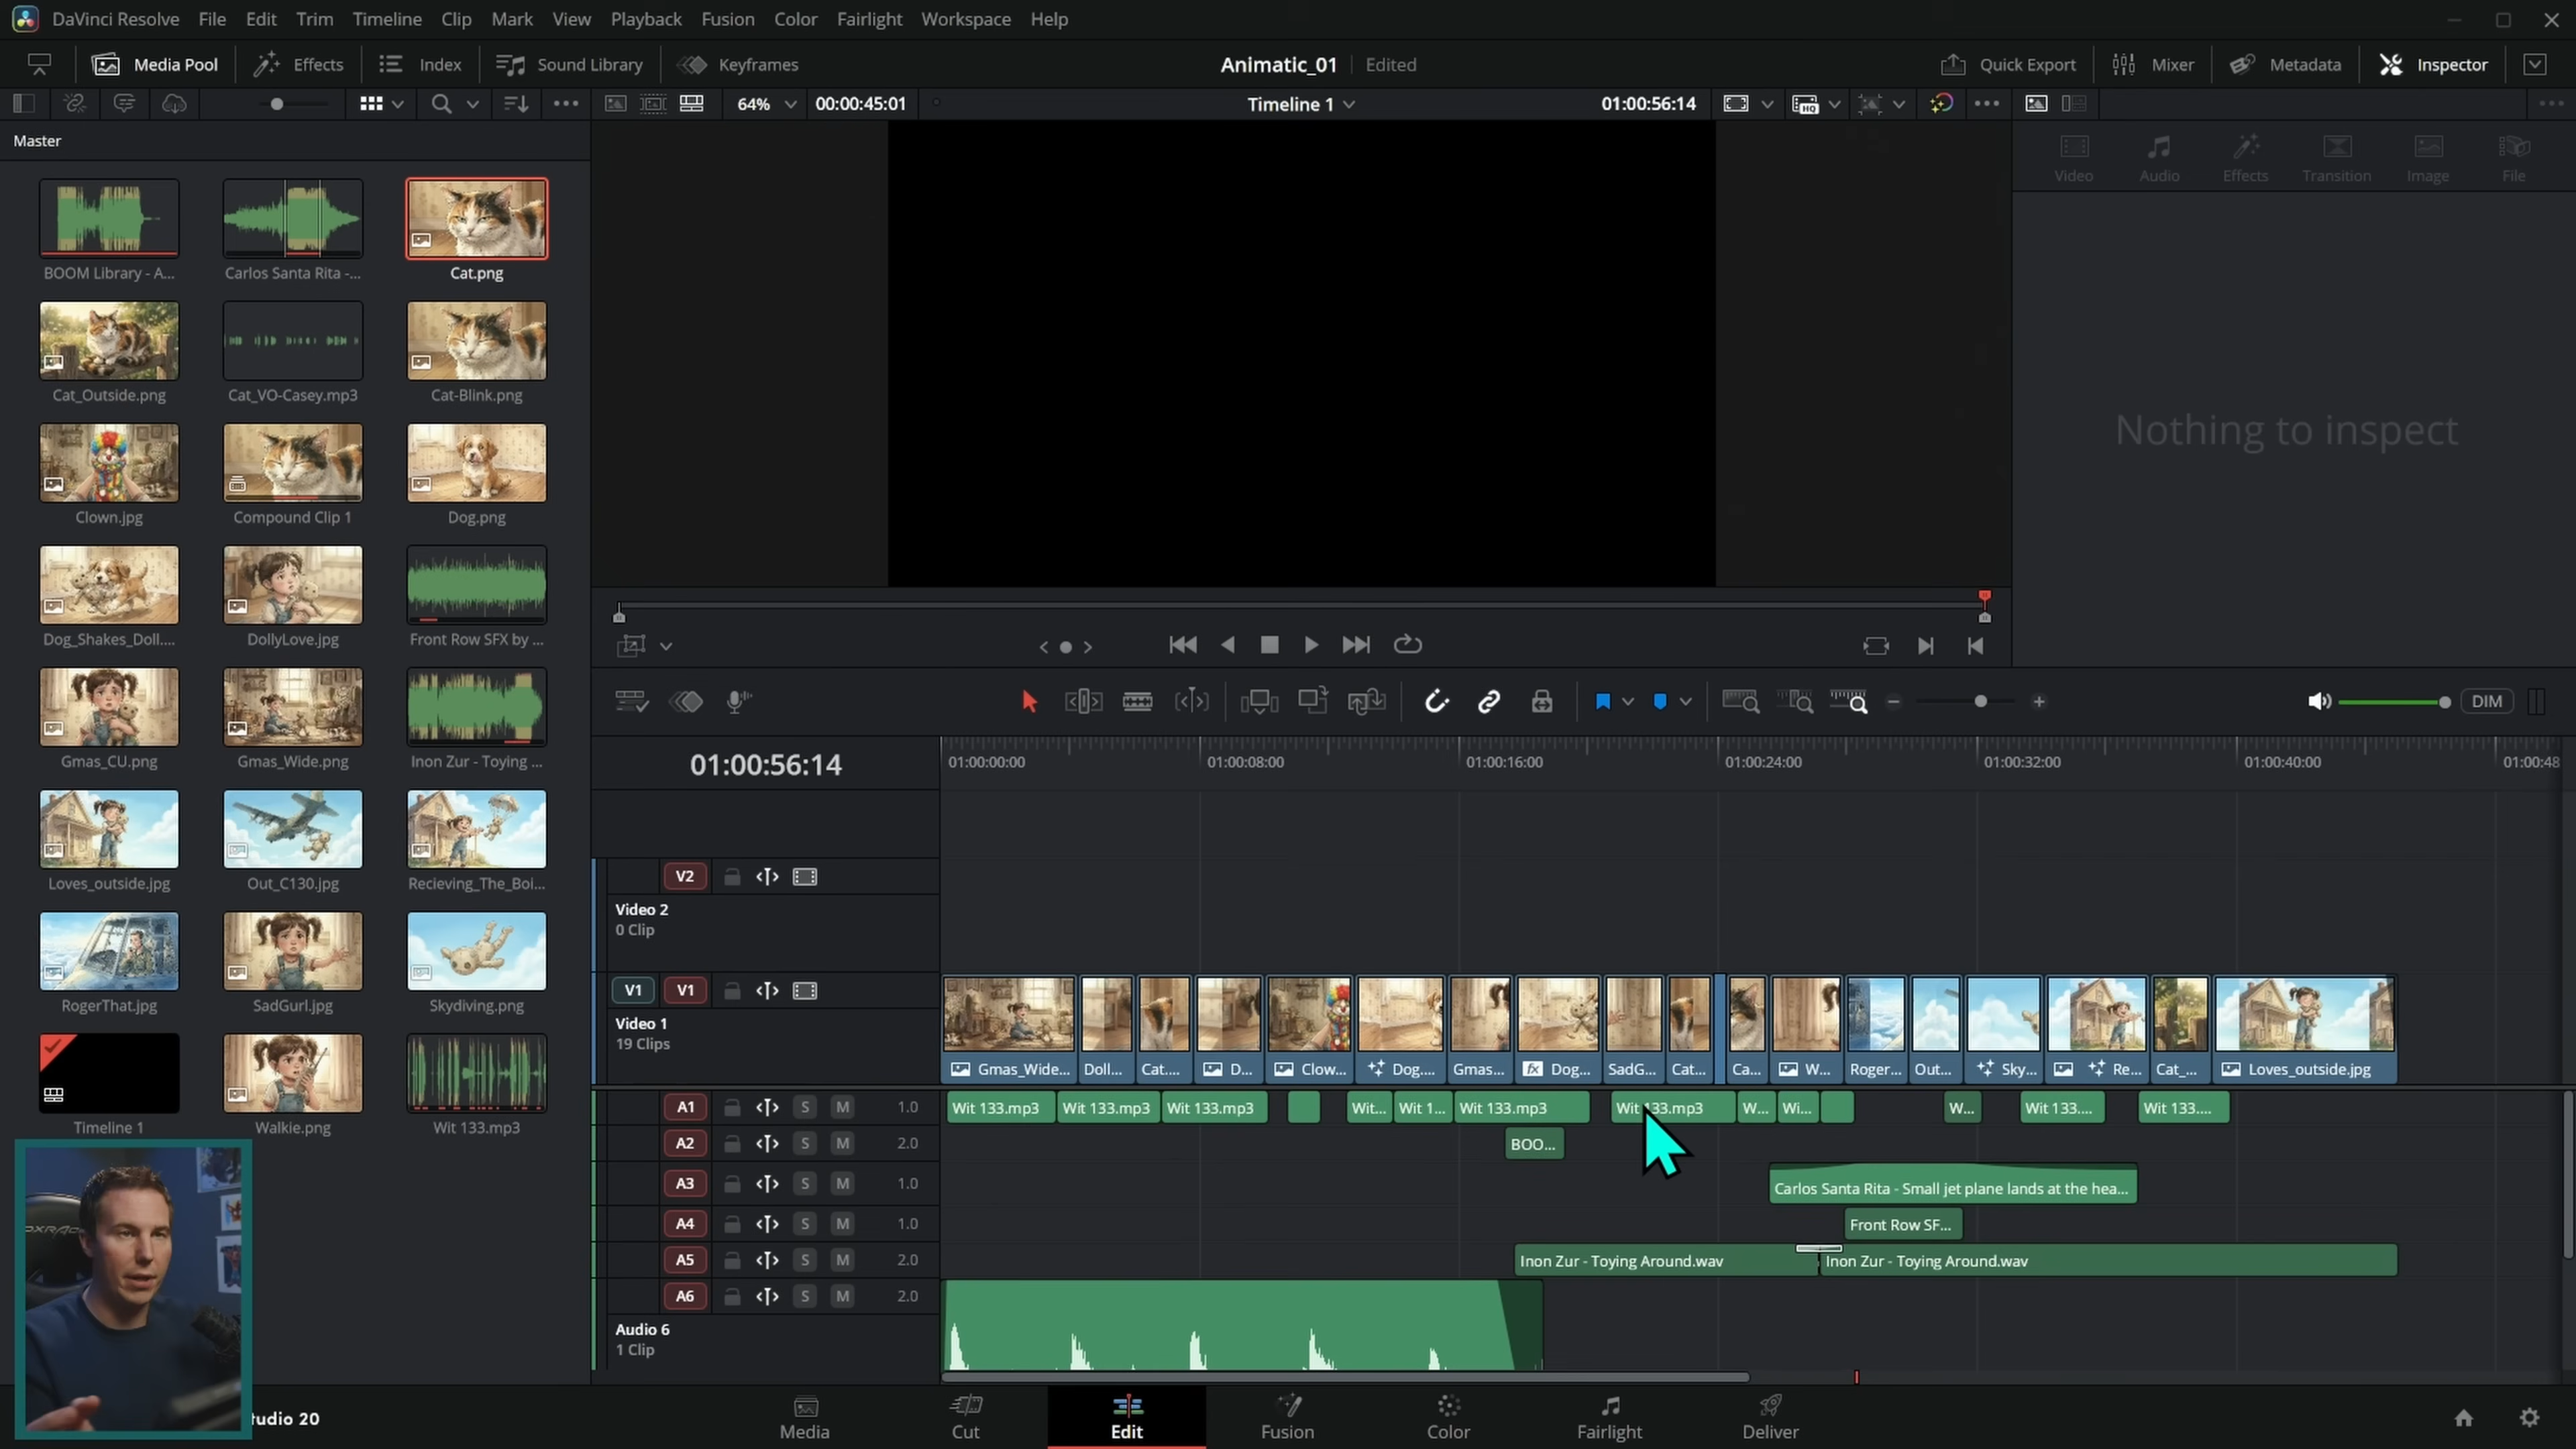 DaVinci Resolve File Edit Trim Timeline Clip Mark View Playback Fusion Color Fairlight Workspace Help
Media Pool Effects Index Sound Library Keyframes Animatic_01 Edited Quick Export Mixer Metadata Inspector
64% 00:00:45:01 Timeline 1 01:00:56:14
Master
Video Audio Effects Transition Image File
BOOM Library - A... Carlos Santa Rita -... Cat.png
Cat_Outside.png Cat_VO-Casey.mp3 Cat-Blink.png
Nothing to inspect
Clown.jpg Compound Clip 1 Dog.png
Dog_Shakes_Doll.... DollyLove.jpg Front Row SFX by ...
Gmas_CU.png Gmas_Wide.png Inon Zur - Toying ...
DIM
01:00:56:14 01:00:00:00 01:00:08:00 01:00:16:00 01:00:24:00 01:00:32:00 01:00:40:00 01:00:48
Loves_outside.jpg Out_C130.jpg Recieving_The_Bol...
V2
Video 2
0 Clip
RogerThat.jpg SadGurl.jpg Skydiving.png
V1 V1
Video 1
19 Clips
Gmas_Wide... Doll... Cat.... D... Clow... Dog.... Gmas... fx Dog... SadG... Cat... Ca... W... Roger... Out... Sky... Re... Cat_... Loves_outside.jpg
Timeline 1 Walkie.png Wit 133.mp3
A1 S M 1.0 Wit 133.mp3 Wit 133.mp3 Wit 133.mp3 Wit... Wit 1... Wit 133.mp3 Wit 133.mp3 W... Wi... W... Wit 133.... Wit 133....
A2 S M 2.0 BOO...
A3 S M 1.0 Carlos Santa Rita - Small jet plane lands at the hea...
A4 S M 1.0 Front Row SF...
A5 S M 2.0 Inon Zur - Toying Around.wav Inon Zur - Toying Around.wav
A6 S M 2.0
Audio 6
1 Clip
tudio 20
Media Cut Edit Fusion Color Fairlight Deliver